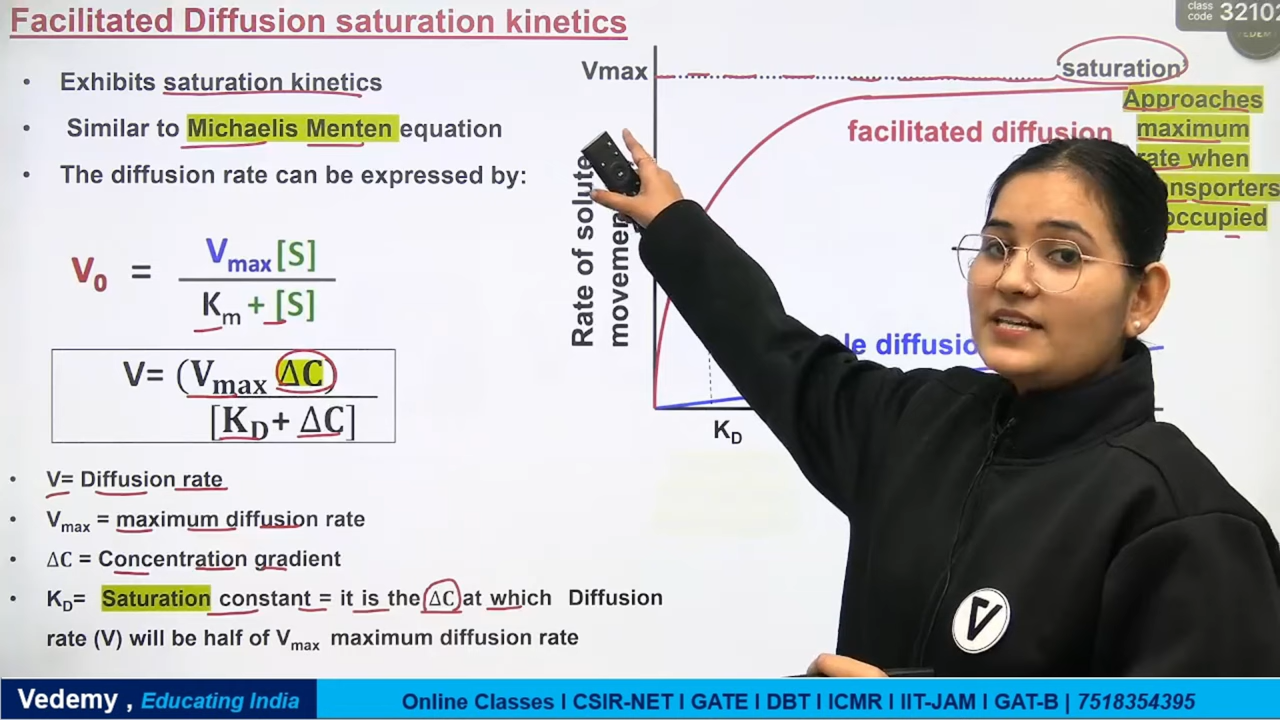 Facilitated Diffusion saturation kinetics
class
code 32102
• Exhibits saturation kinetics
• Similar to Michaelis Menten equation
• The diffusion rate can be expressed by:
V₀ = Vmax[S]
Km + [S]
V= (Vmax ΔC)
[KD+ ΔC]
• V= Diffusion rate
• Vmax = maximum diffusion rate
• ΔC = Concentration gradient
• KD= Saturation constant = it is the ΔC at which Diffusion
rate (V) will be half of Vmax maximum diffusion rate
Vmax
saturation
Approaches
maximum
rate when
occupied
facilitated diffusion
Rate of solute
KD
Vedemy , Educating India
Online Classes I CSIR-NET I GATE I DBT I ICMR I IIT-JAM I GAT-B | 7518354395